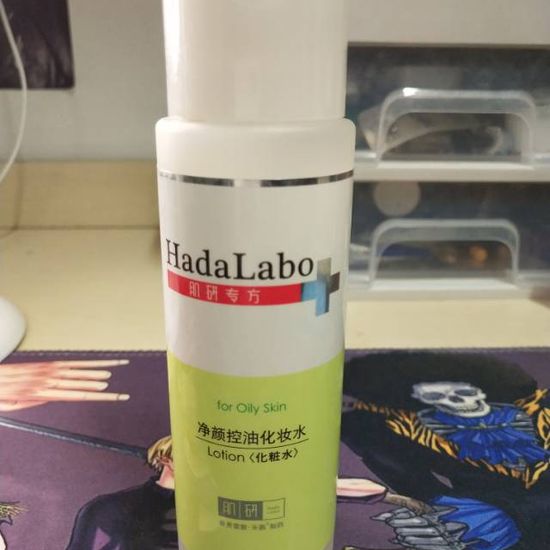 HadaLabo
肌研专方
for Oily Skin
净颜控油化妆水
Lotion〈化粧水〉
肌研